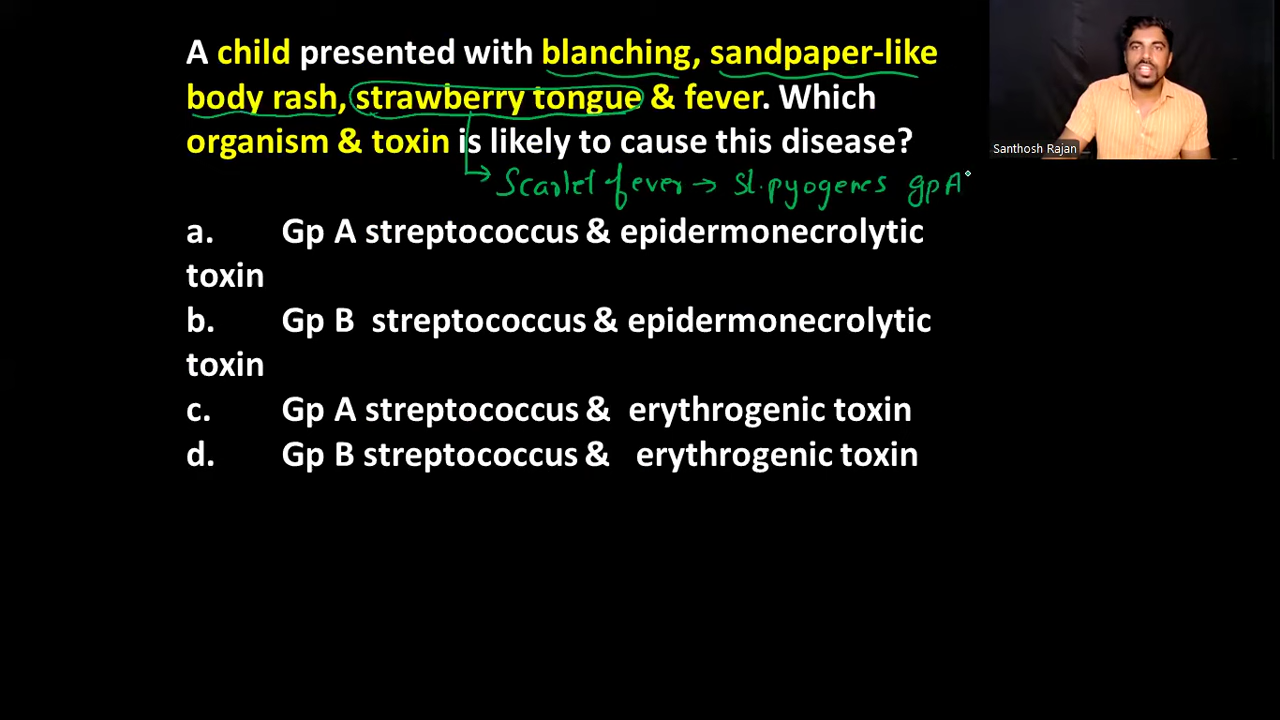 A child presented with blanching, sandpaper-like
body rash, strawberry tongue & fever. Which
organism & toxin is likely to cause this disease?
Scarlet fever → St. pyogenes gp A
a. Gp A streptococcus & epidermonecrolytic
toxin
b. Gp B streptococcus & epidermonecrolytic
toxin
c. Gp A streptococcus & erythrogenic toxin
d. Gp B streptococcus & erythrogenic toxin
Santhosh Rajan